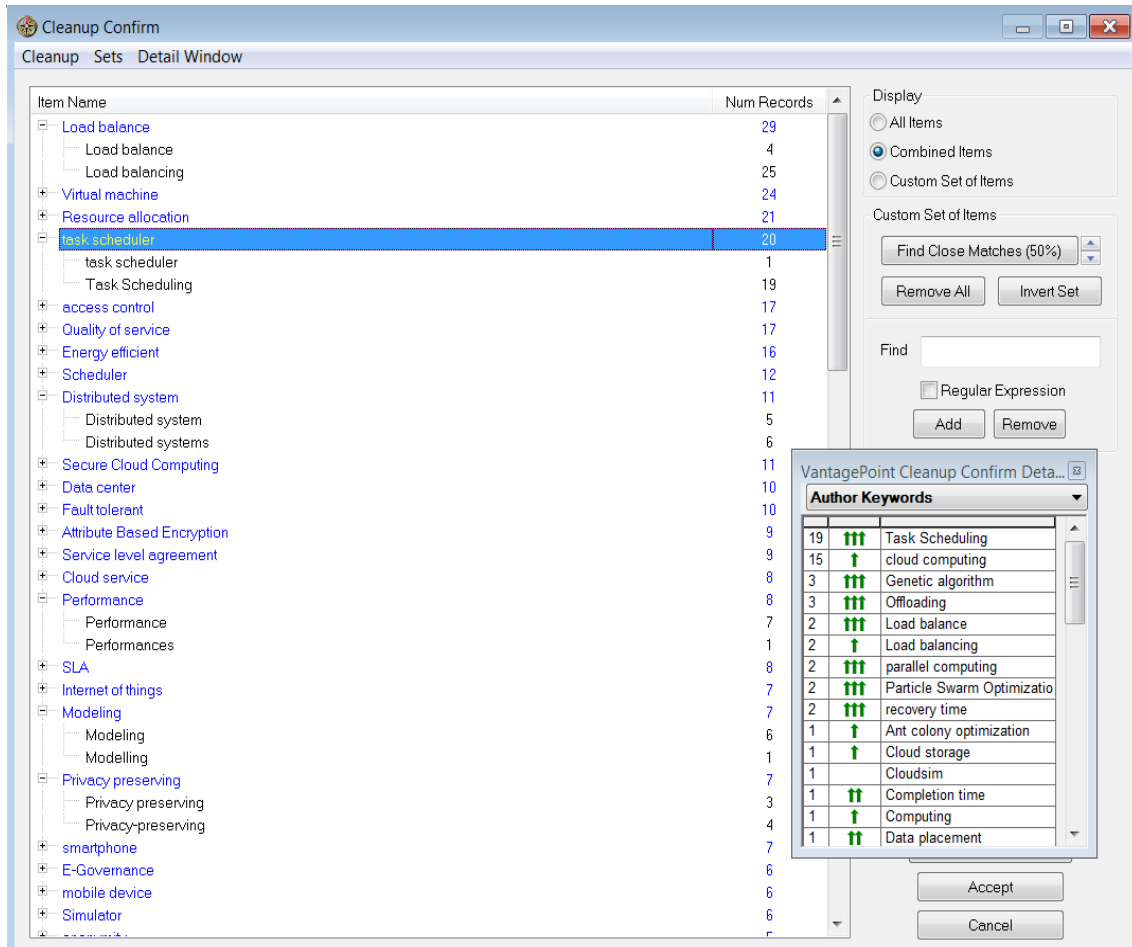 Cleanup Confirm
Cleanup Sets Detail Window
Item Name Num Records
Load balance 29
Load balance 4
Load balancing 25
Virtual machine 24
Resource allocation 21
task scheduler 20
task scheduler 1
Task Scheduling 19
access control 17
Quality of service 17
Energy efficient 16
Scheduler 12
Distributed system 11
Distributed system 5
Distributed systems 6
Secure Cloud Computing 11
Data center 10
Fault tolerant 10
Attribute Based Encryption 9
Service level agreement 9
Cloud service 8
Performance 8
Performance 7
Performances 1
SLA 8
Internet of things 7
Modeling 7
Modeling 6
Modelling 1
Privacy preserving 7
Privacy preserving 3
Privacy-preserving 4
smartphone 7
E-Governance 6
mobile device 6
Simulator 6
Display
All Items
Combined Items
Custom Set of Items
Custom Set of Items
Find Close Matches (50%)
Remove All Invert Set
Find
Regular Expression
Add Remove
VantagePoint Cleanup Confirm Deta...
Author Keywords
19 Task Scheduling
15 cloud computing
3 Genetic algorithm
3 Offloading
2 Load balance
2 Load balancing
2 parallel computing
2 Particle Swarm Optimizatio
2 recovery time
1 Ant colony optimization
1 Cloud storage
1 Cloudsim
1 Completion time
1 Computing
1 Data placement
Accept
Cancel